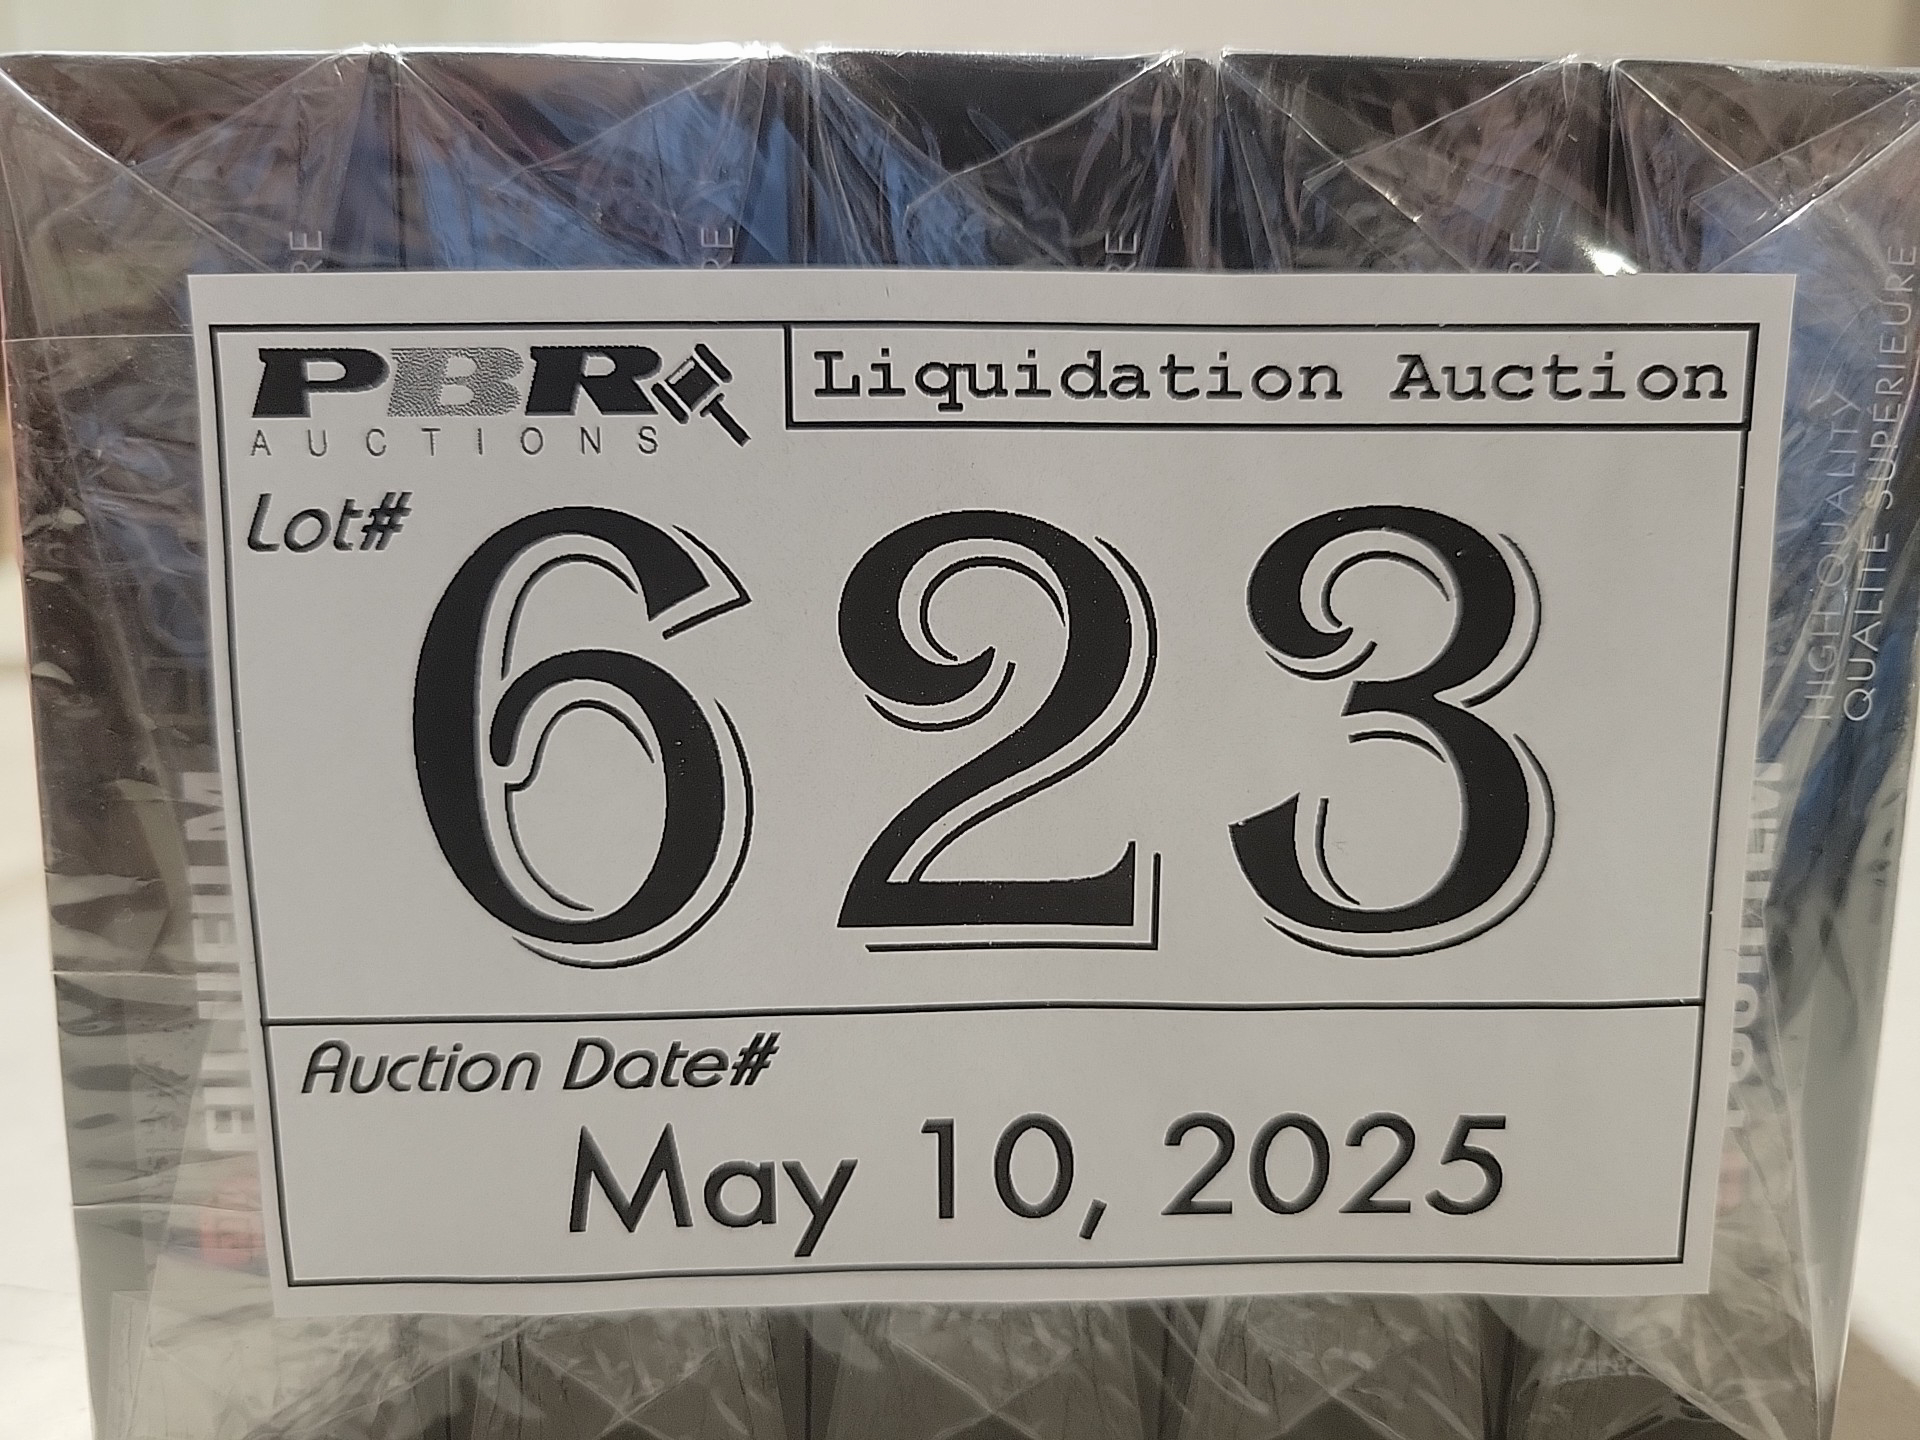 PBR
AUCTIONS
Liquidation Auction
Lot#
623
Auction Date#
May 10, 2025
HIGH QUALITY
QUALITÉ SUPÉRIEURE